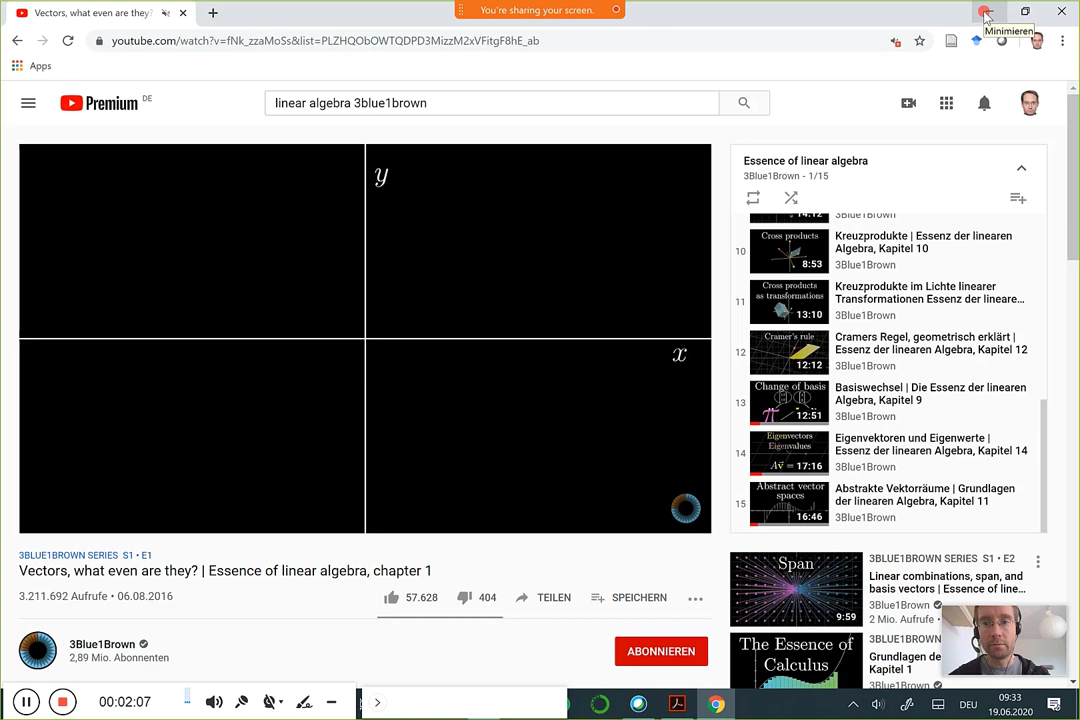 Vectors, what even are they?
You're sharing your screen.
youtube.com/watch?v=fNk_zzaMoSs&list=PLZHQObOWTQDPD3MizzM2xVFitgF8hE_ab
Minimieren
Apps
Premium DE
linear algebra 3blue1brown
y
x
Essence of linear algebra
3Blue1Brown - 1/15
14:12
3Blue1Brown
10
Cross products
8:53
Kreuzprodukte | Essenz der linearen
Algebra, Kapitel 10
3Blue1Brown
11
Cross products
as transformations
13:10
Kreuzprodukte im Lichte linearer
Transformationen Essenz der lineare...
3Blue1Brown
12
Cramer's rule
12:12
Cramers Regel, geometrisch erklärt |
Essenz der linearen Algebra, Kapitel 12
3Blue1Brown
13
Change of basis
12:51
Basiswechsel | Die Essenz der linearen
Algebra, Kapitel 9
3Blue1Brown
14
Eigenvectors
Eigenvalues
Av⃗ =
17:16
Eigenvektoren und Eigenwerte |
Essenz der linearen Algebra, Kapitel 14
3Blue1Brown
15
Abstract vector
spaces
16:46
Abstrakte Vektorräume | Grundlagen
der linearen Algebra, Kapitel 11
3Blue1Brown
3BLUE1BROWN SERIES S1 • E1
Vectors, what even are they? | Essence of linear algebra, chapter 1
3.211.692 Aufrufe • 06.08.2016
57.628
404
TEILEN
SPEICHERN
3Blue1Brown
2,89 Mio. Abonnenten
ABONNIEREN
Span
9:59
3BLUE1BROWN SERIES S1 • E2
Linear combinations, span, and
basis vectors | Essence of line...
3Blue1Brown
2 Mio. Aufrufe •
The Essence of
Calculus
3BLUE1BROWN
Grundlagen de
Kapitel 1
3Blue1Brown
00:02:07
DEU
09:33
19.06.2020